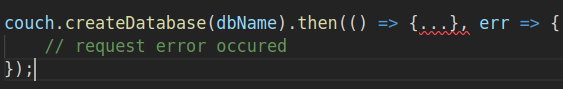 couch.createDatabase(dbName).then(() => {...}, err => {
    // request error occured
});